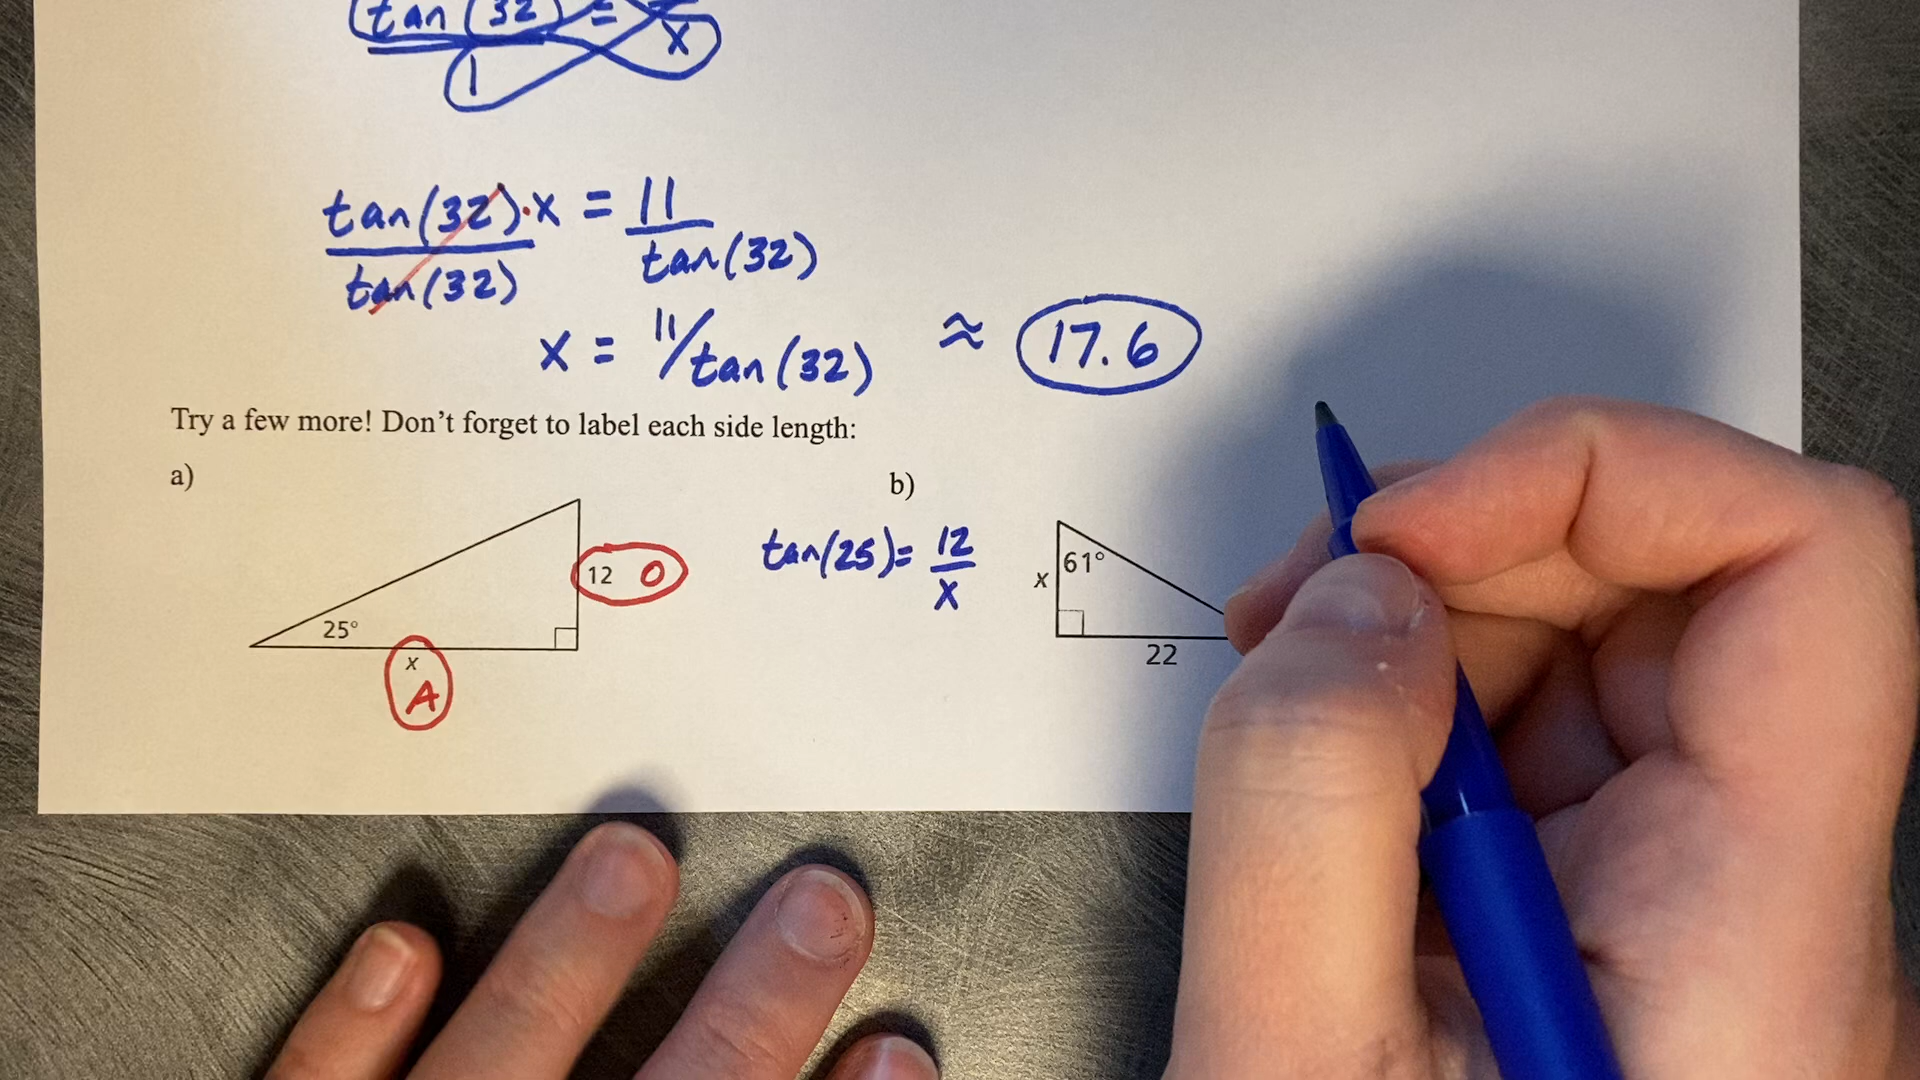 tan(32) =
x
1
tan(32)·x = 11
tan(32) tan(32)
x = 11/tan(32) ≈ 17.6
Try a few more! Don't forget to label each side length:
a)
b)
12 O
tan(25)= 12
x
x
61°
25°
x
22
A